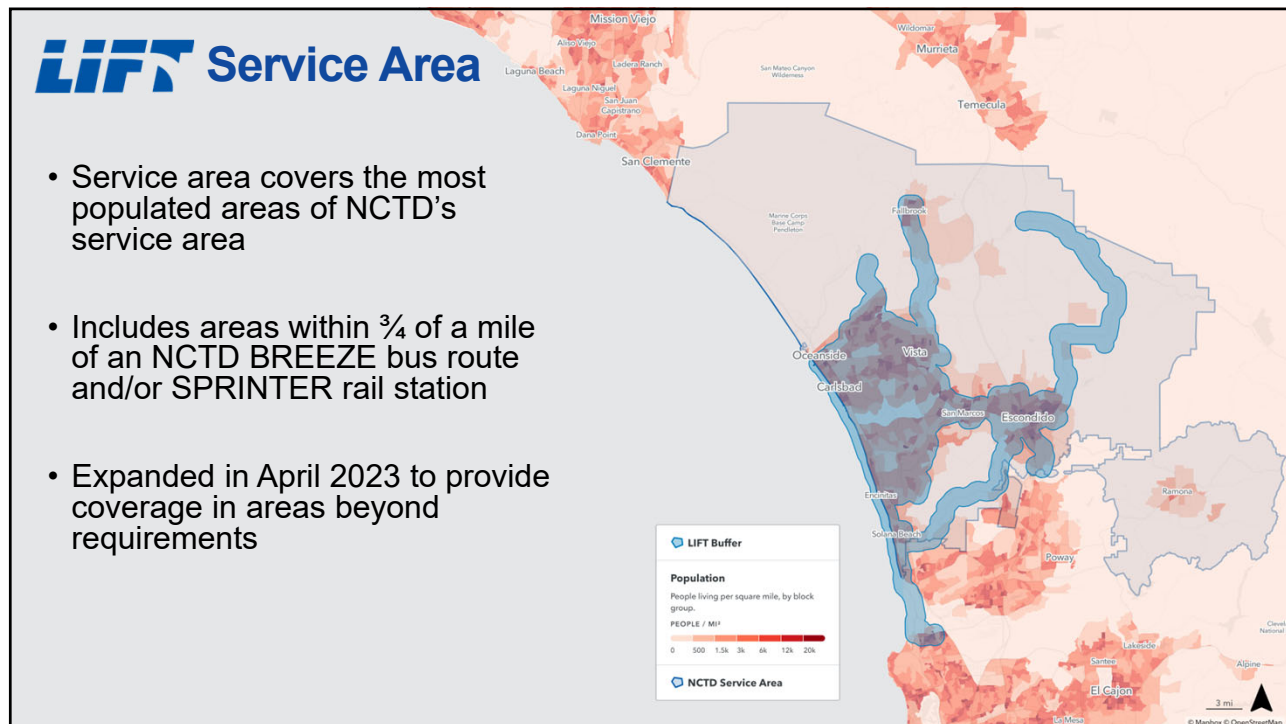 LIFT Service Area
• Service area covers the most
populated areas of NCTD’s
service area
• Includes areas within ¾ of a mile
of an NCTD BREEZE bus route
and/or SPRINTER rail station
• Expanded in April 2023 to provide
coverage in areas beyond
requirements
Mission Viejo
Aliso Viejo
Ladera Ranch
Laguna Beach
Laguna Niguel
San Juan
Capistrano
Dana Point
San Clemente
San Mateo Canyon
Wilderness
Wildomar
Murrieta
Temecula
Marine Corps
Base Camp
Pendleton
Fallbrook
Oceanside
Vista
Carlsbad
San Marcos
Escondido
Encinitas
Solana Beach
Ramona
Poway
Lakeside
Santee
El Cajon
Alpine
La Mesa
National
LIFT Buffer
Population
People living per square mile, by block
group.
PEOPLE / MI²
0 500 1.5k 3k 6k 12k 20k
NCTD Service Area
3 mi
© Mapbox © OpenStreetMap